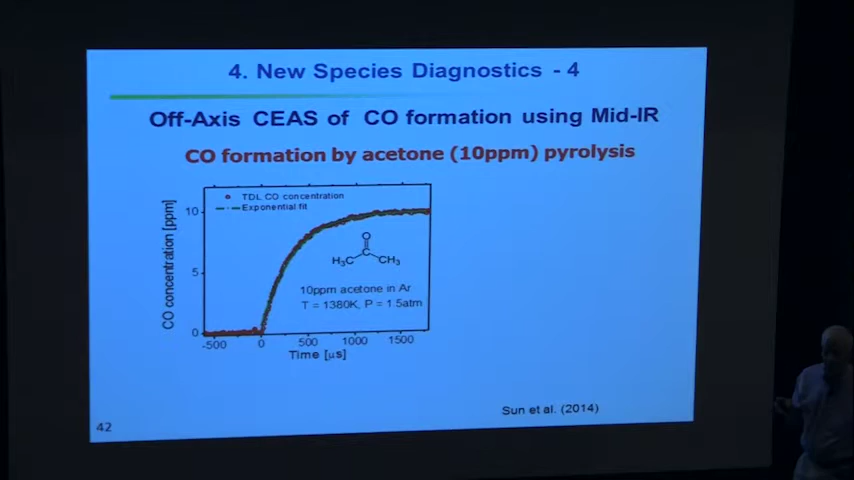 4. New Species Diagnostics - 4
Off-Axis CEAS of CO formation using Mid-IR
CO formation by acetone (10ppm) pyrolysis
TDL CO concentration
Exponential fit
CO concentration [ppm]
10
5
0
O
C
H₃C CH₃
10ppm acetone in Ar
T = 1380K, P = 1.5atm
-500 0 500 1000 1500
Time [μs]
Sun et al. (2014)
42